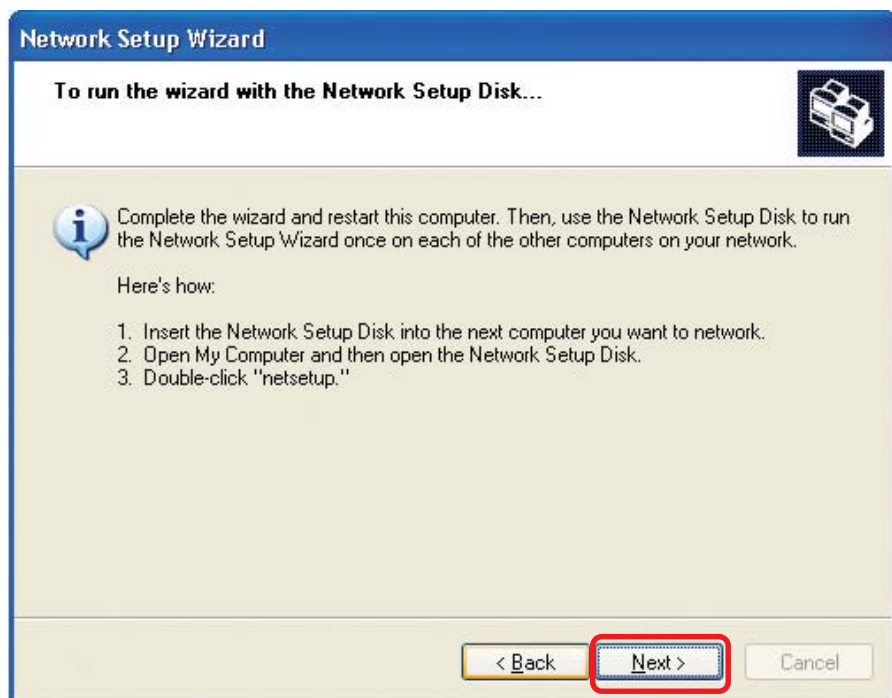 Network Setup Wizard
To run the wizard with the Network Setup Disk...
Complete the wizard and restart this computer. Then, use the Network Setup Disk to run
the Network Setup Wizard once on each of the other computers on your network.
Here's how:
1. Insert the Network Setup Disk into the next computer you want to network.
2. Open My Computer and then open the Network Setup Disk.
3. Double-click "netsetup."
< Back
Next >
Cancel